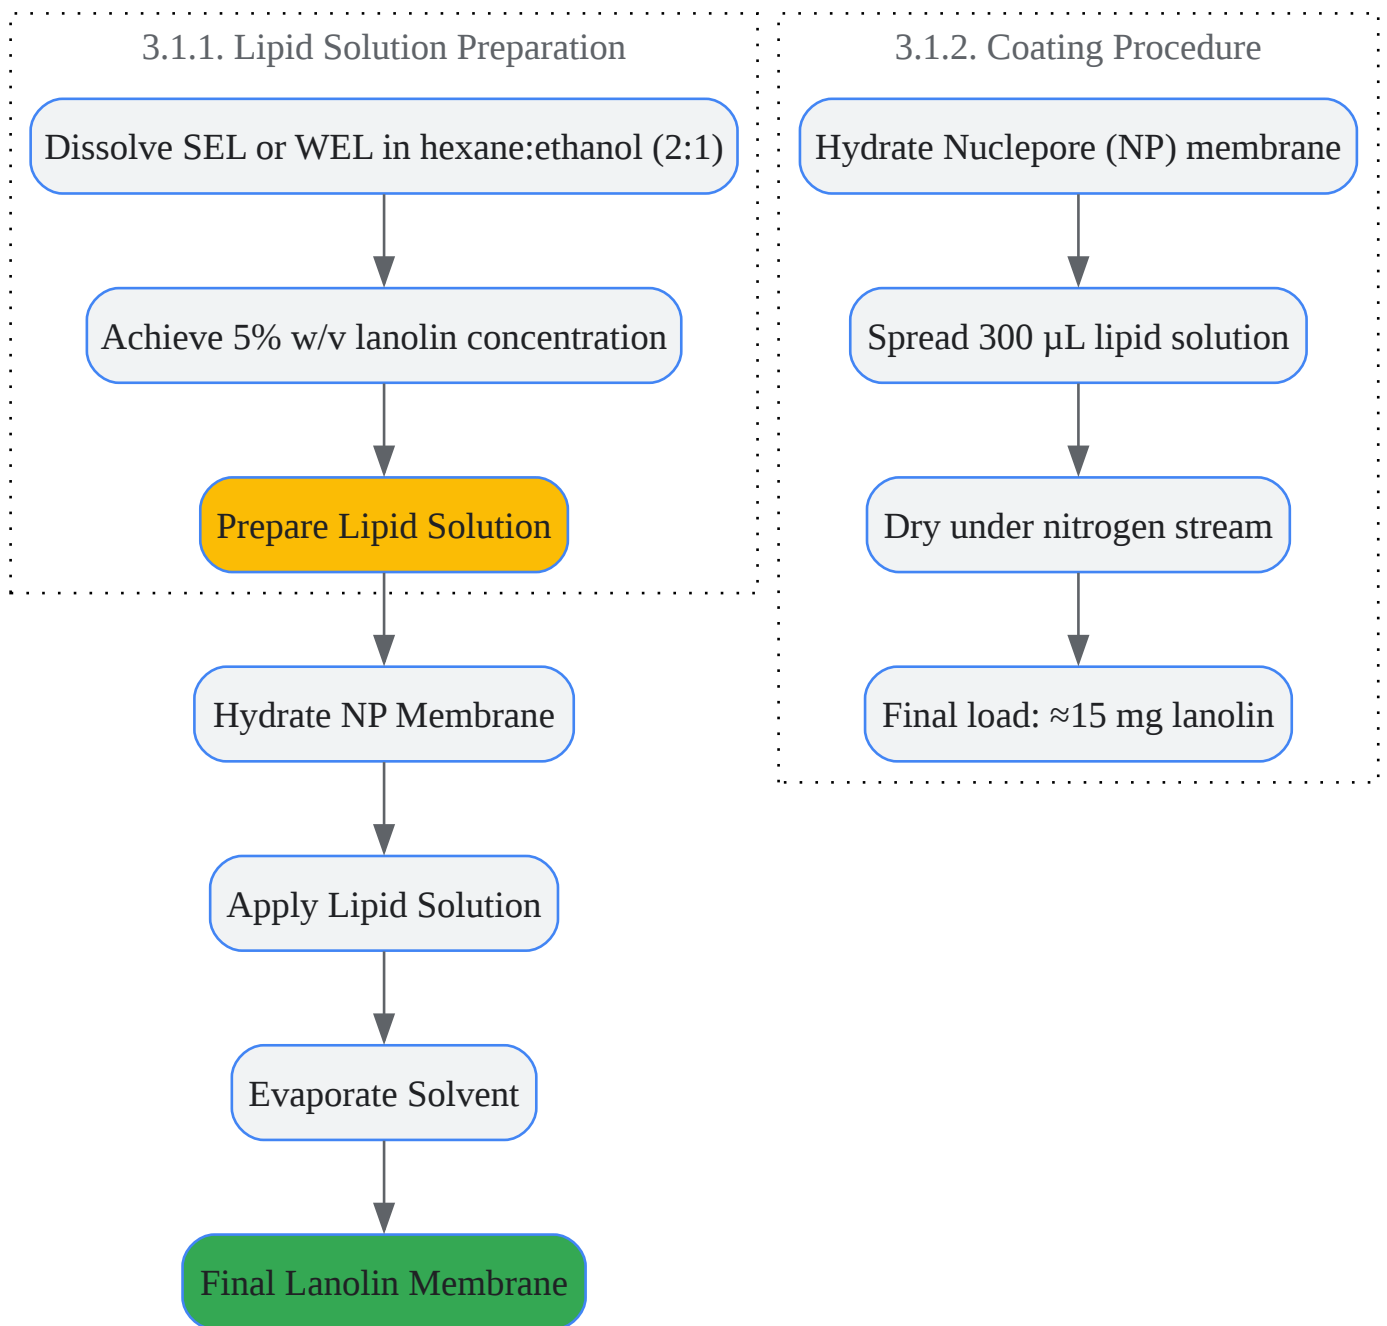 3.1.1. Lipid Solution Preparation
Dissolve SEL or WEL in hexane:ethanol (2:1)
Achieve 5% w/v lanolin concentration
Prepare Lipid Solution
Hydrate NP Membrane
Apply Lipid Solution
Evaporate Solvent
Final Lanolin Membrane
3.1.2. Coating Procedure
Hydrate Nuclepore (NP) membrane
Spread 300 µL lipid solution
Dry under nitrogen stream
Final load: ≈15 mg lanolin